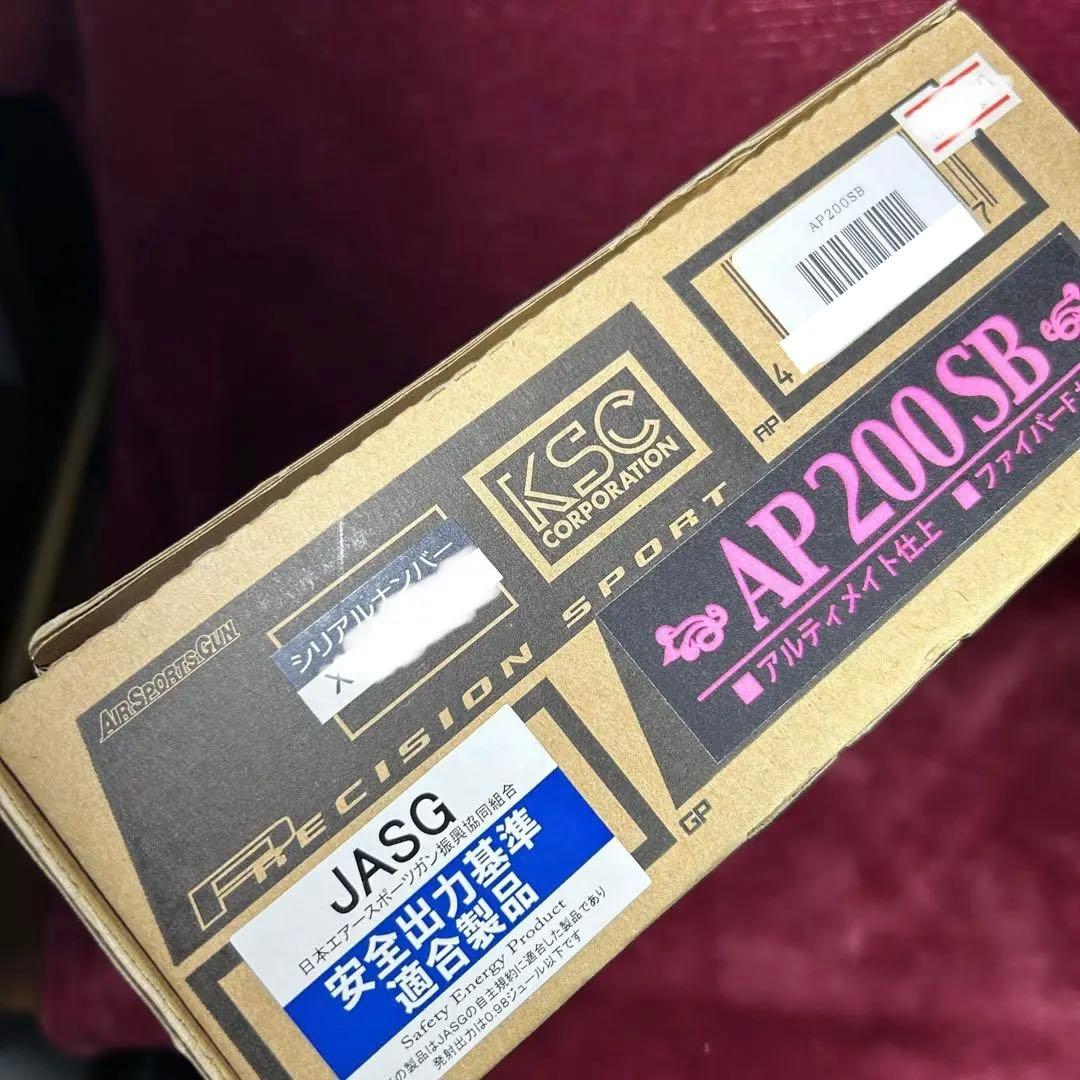 AP200SB
4
7
AP
KSC
CORPORATION
AP200SB
■アルティメイト仕上 ■ファイバーF
シリアルナンバー
X
AIRSPORTSGUN
PRECISION SPORT
GP
JASG
日本エアースポーツガン振興協同組合
安全出力基準
適合製品
Safety Energy Product
の製品はJASGの自主規約に適合した製品であり
発射出力は0.98ジュール以下です